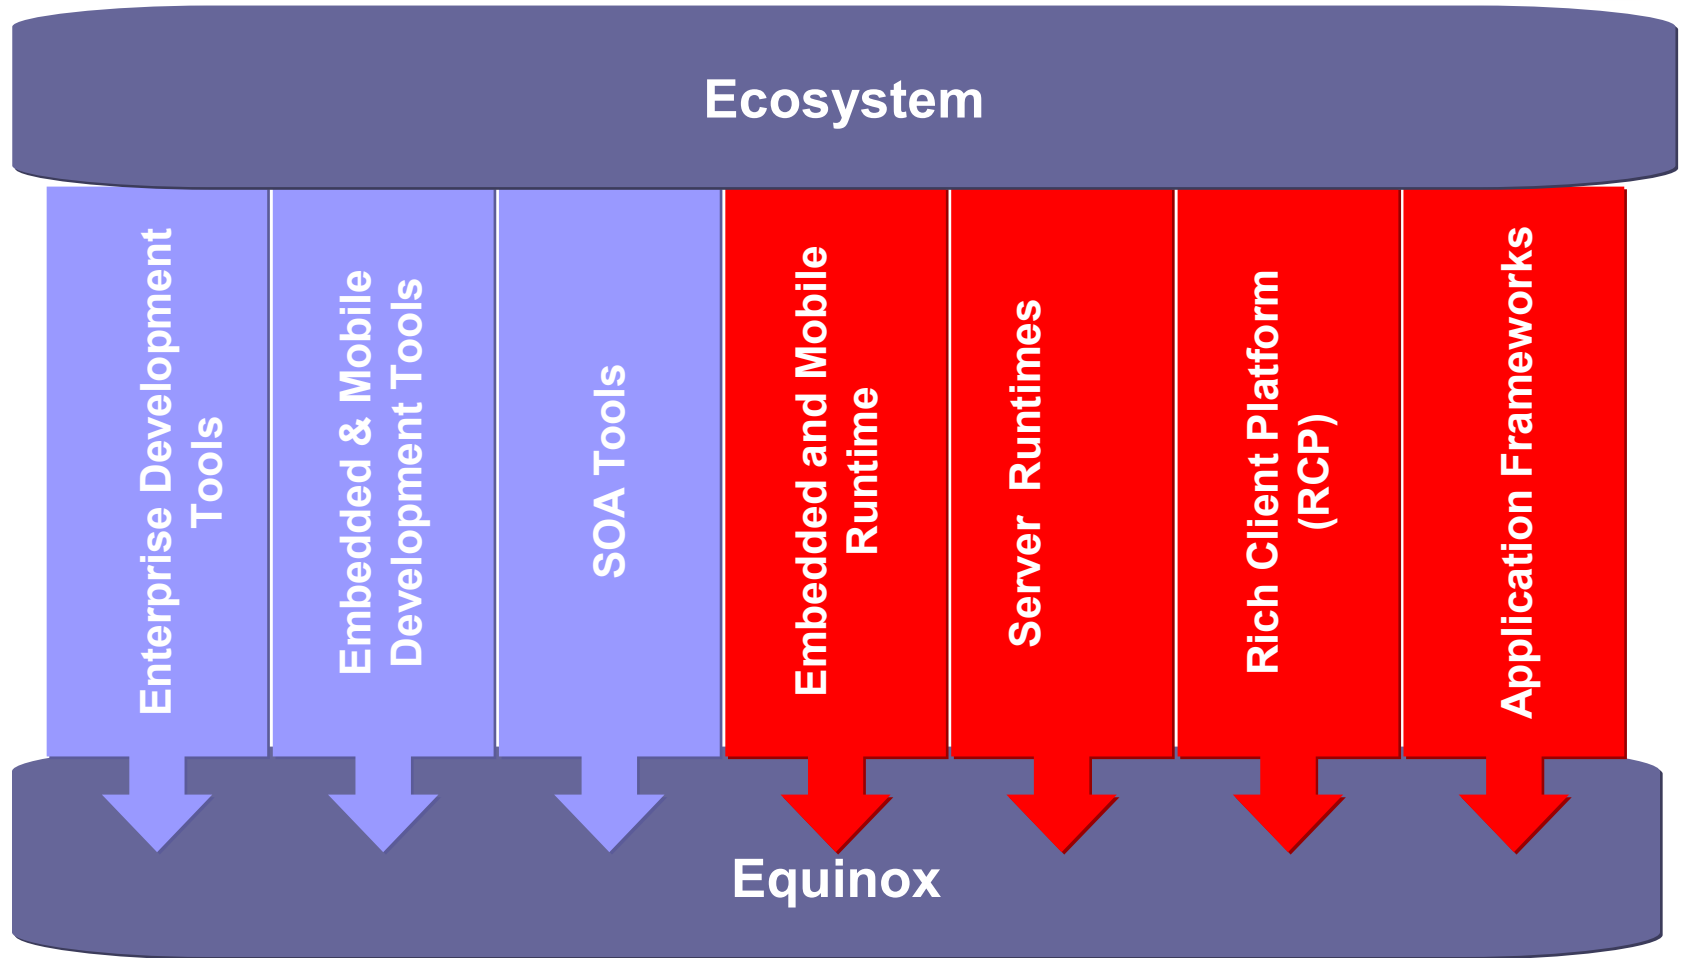 Ecosystem
Enterprise Development
Tools
Embedded & Mobile
Development Tools
SOA Tools
Embedded and Mobile
Runtime
Server Runtimes
Rich Client Platform
(RCP)
Application Frameworks
Equinox